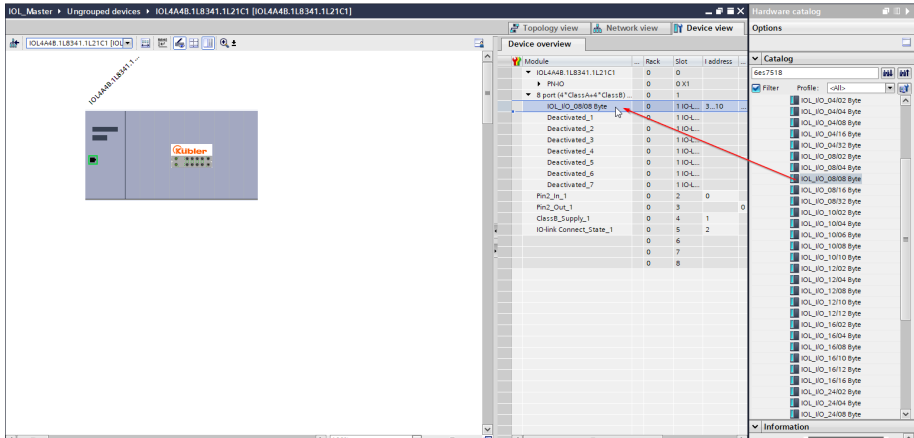 IOL_Master ▸ Ungrouped devices ▸ IOL4A4B.1L8341.1L21C1 [IOL4A4B.1L8341.1L21C1]
Hardware catalog
Topology view
Network view
Device view
Options
IOL4A4B.1L8341.1L21C1 [IOL
Device overview
Module
...
Rack
Slot
I address
IOL4A4B.1L8341.1L21C1 0 0
PN-IO 0 0 X1
8 port (4*ClassA+4*ClassB) ... 0 1
IOL_I/O_08/08 Byte 0 1 IO-L... 3...10
Deactivated_1 0 1 IO-L...
Deactivated_2 0 1 IO-L...
Deactivated_3 0 1 IO-L...
Deactivated_4 0 1 IO-L...
Deactivated_5 0 1 IO-L...
Deactivated_6 0 1 IO-L...
Deactivated_7 0 1 IO-L...
Pin2_In_1 0 2 0
Pin2_Out_1 0 3 0
ClassB_Supply_1 0 4 1
IO-link Connect_State_1 0 5 2
0 6
0 7
0 8
IOL4A4B.1L8341.1...
Kübler
Catalog
6es7518
Filter Profile: <All>
IOL_I/O_04/02 Byte
IOL_I/O_04/04 Byte
IOL_I/O_04/08 Byte
IOL_I/O_04/16 Byte
IOL_I/O_04/32 Byte
IOL_I/O_08/02 Byte
IOL_I/O_08/04 Byte
IOL_I/O_08/08 Byte
IOL_I/O_08/16 Byte
IOL_I/O_08/32 Byte
IOL_I/O_10/02 Byte
IOL_I/O_10/04 Byte
IOL_I/O_10/06 Byte
IOL_I/O_10/08 Byte
IOL_I/O_10/10 Byte
IOL_I/O_12/02 Byte
IOL_I/O_12/04 Byte
IOL_I/O_12/08 Byte
IOL_I/O_12/10 Byte
IOL_I/O_12/12 Byte
IOL_I/O_16/02 Byte
IOL_I/O_16/04 Byte
IOL_I/O_16/08 Byte
IOL_I/O_16/10 Byte
IOL_I/O_16/12 Byte
IOL_I/O_16/16 Byte
IOL_I/O_24/02 Byte
IOL_I/O_24/04 Byte
IOL_I/O_24/08 Byte
Information